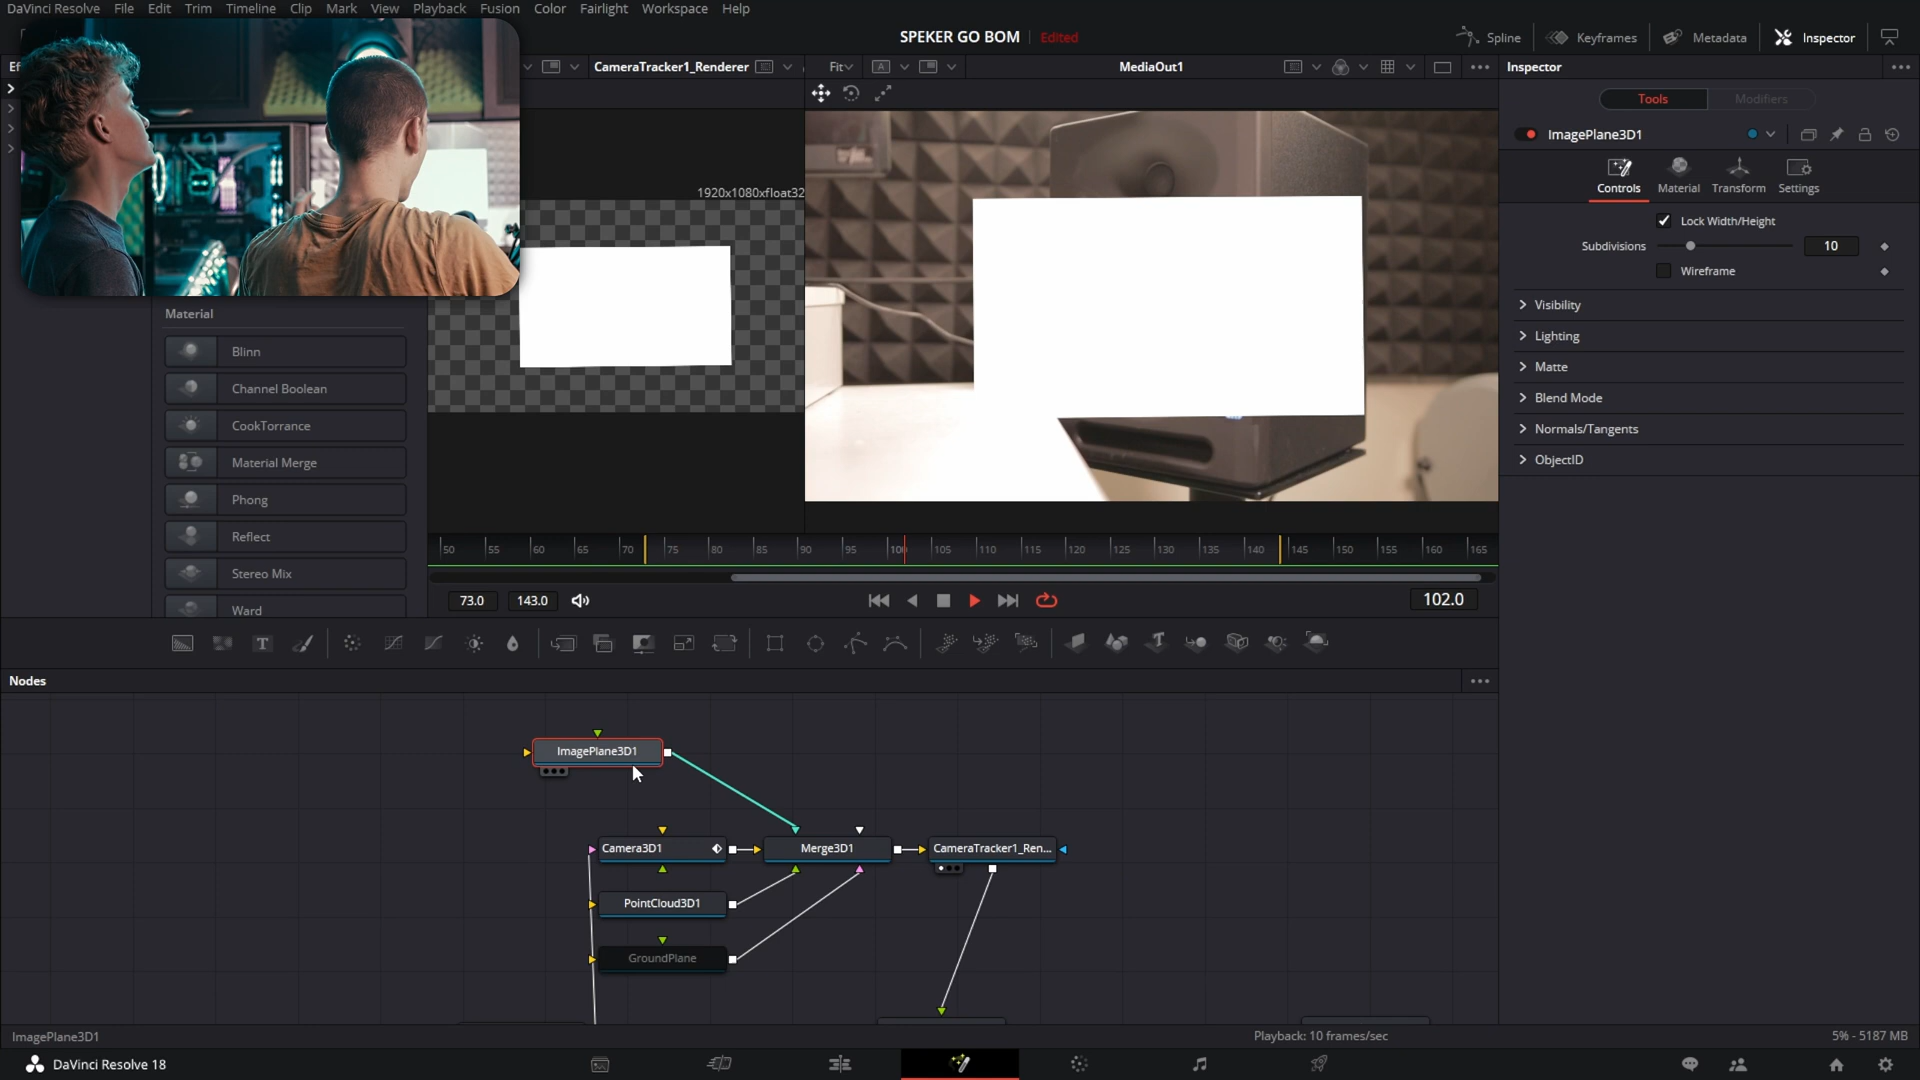 DaVinci Resolve File Edit Trim Timeline Clip Mark View Playback Fusion Color Fairlight Workspace Help
SPEKER GO BOM Edited
Spline Keyframes Metadata Inspector
CameraTracker1_Renderer
Fit
MediaOut1
Inspector
Tools Modifiers
ImagePlane3D1
Controls Material Transform Settings
Lock Width/Height
Subdivisions 10
Wireframe
Visibility
Lighting
Matte
Blend Mode
Normals/Tangents
ObjectID
1920x1080xfloat32
Material
Blinn
Channel Boolean
CookTorrance
Material Merge
Phong
Reflect
Stereo Mix
Ward
50 55 60 65 70 75 80 85 90 95 100 105 110 115 120 125 130 135 140 145 150 155 160 165
73.0 143.0 102.0
Nodes
ImagePlane3D1
Camera3D1 Merge3D1 CameraTracker1_Ren...
PointCloud3D1
GroundPlane
ImagePlane3D1 Playback: 10 frames/sec 5% - 5187 MB
DaVinci Resolve 18